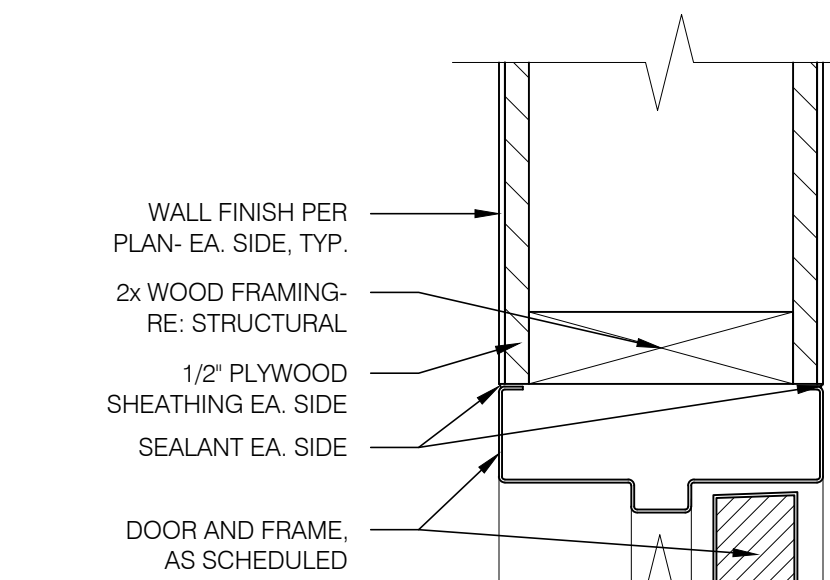 WALL FINISH PER
PLAN- EA. SIDE, TYP.
2x WOOD FRAMING-
RE: STRUCTURAL
1/2" PLYWOOD
SHEATHING EA. SIDE
SEALANT EA. SIDE
DOOR AND FRAME,
AS SCHEDULED